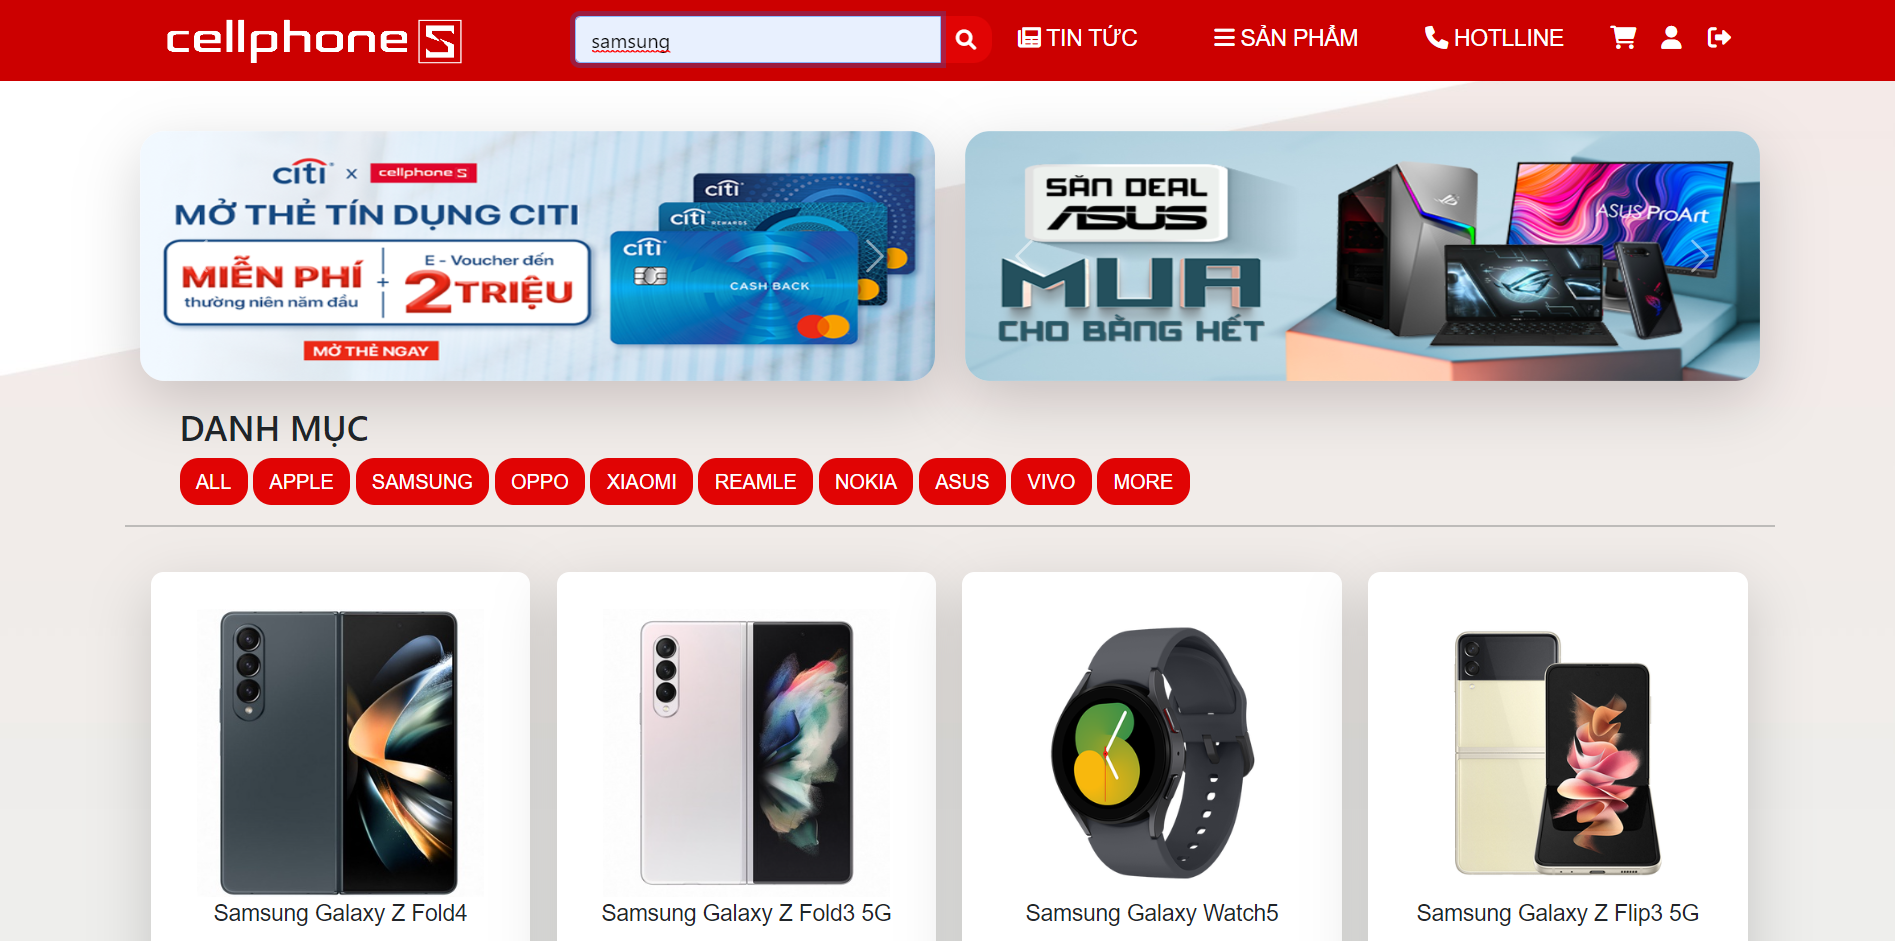 cellphone S
samsung
TIN TỨC
SẢN PHẨM
HOTLLINE
citi x cellphone S
MỞ THẺ TÍN DỤNG CITI
MIỄN PHÍ
thường niên năm đầu
+
E - Voucher đến
2 TRIỆU
MỞ THẺ NGAY
citi
citi
REWARDS
citi
CASH BACK
SĂN DEAL
ASUS
MUA
CHO BẰNG HẾT
ASUS ProArt
DANH MỤC
ALL APPLE SAMSUNG OPPO XIAOMI REAMLE NOKIA ASUS VIVO MORE
Samsung Galaxy Z Fold4
Samsung Galaxy Z Fold3 5G
Samsung Galaxy Watch5
Samsung Galaxy Z Flip3 5G